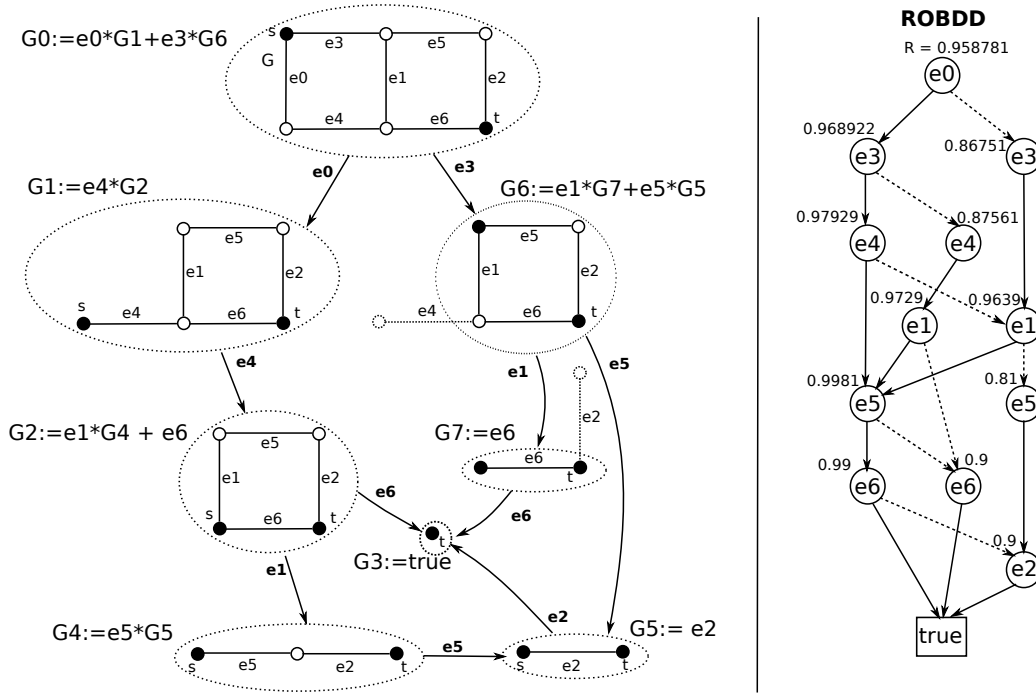 G0:=e0*G1+e3*G6
s
G
e3
e5
e0
e1
e2
e4
e6
t
e0
e3
G1:=e4*G2
e5
e1
e2
s
e4
e6
t
G6:=e1*G7+e5*G5
e5
e1
e2
e4
e6
t
e4
e1
e5
G2:=e1*G4 + e6
e5
e1
e2
s
e6
t
e6
G7:=e6
e2
e6
t
e6
t
G3:=true
e1
e2
G4:=e5*G5
s
e5
e2
t
e5
G5:= e2
s
e2
t
ROBDD
R = 0.958781
e0
0.968922
e3
0.86751
e3
0.97929
e4
0.87561
e4
0.9729
e1
0.9639
e1
0.9981
e5
0.81
e5
0.99
e6
0.9
e6
0.9
e2
true